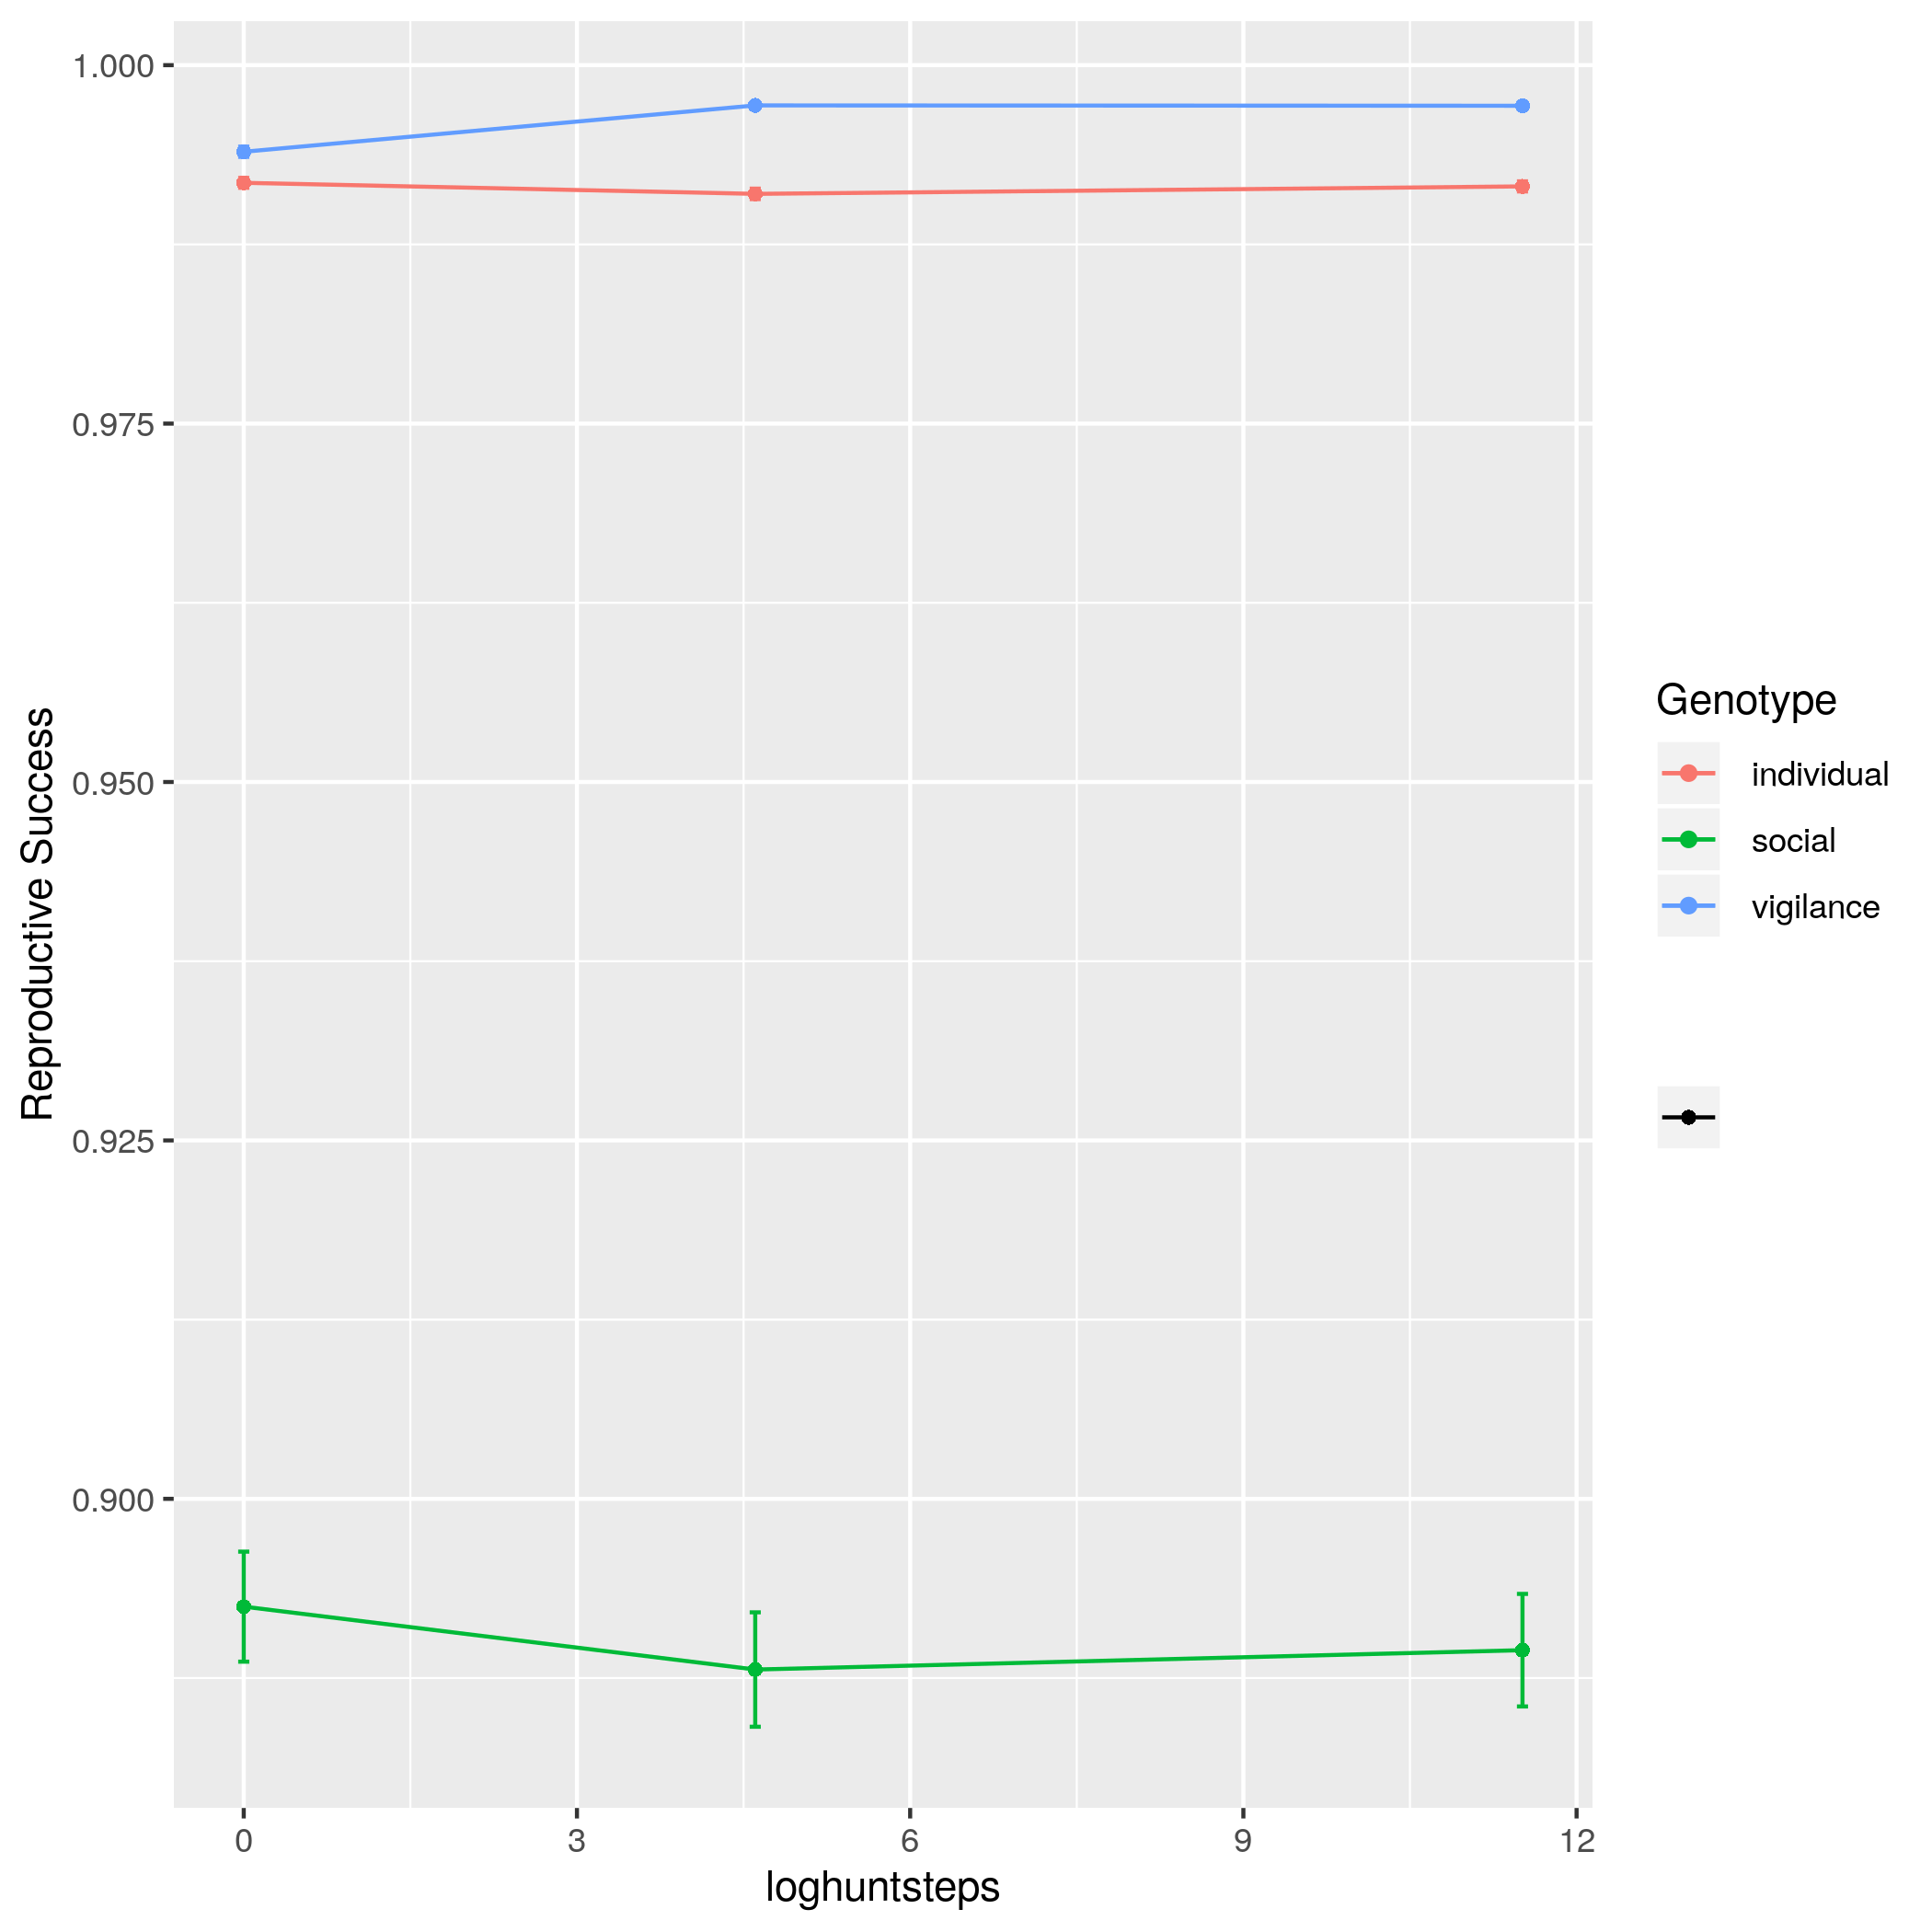 Reproductive Success
1.000
0.975
0.950
0.925
0.900
0
3
6
9
12
loghuntsteps
Genotype
individual
social
vigilance